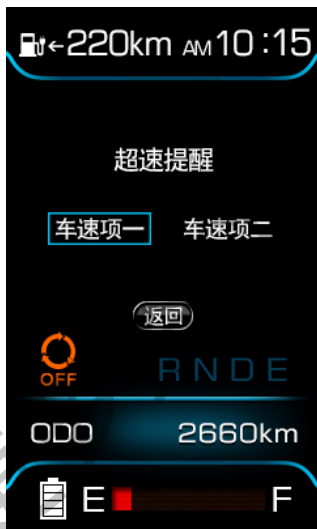 ←220km AM10:15
超速提醒
车速项一 车速项二
返回
OFF RNDE
ODO 2660km
E F